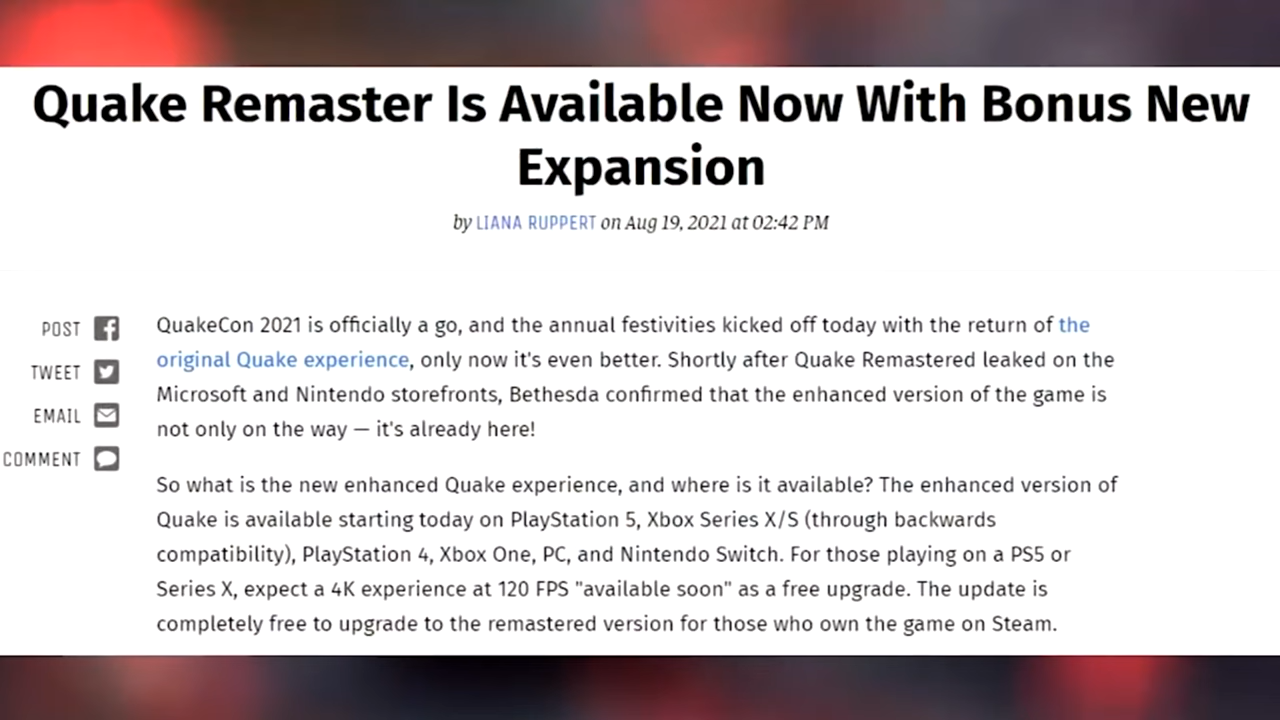 Quake Remaster Is Available Now With Bonus New
Expansion
by LIANA RUPPERT on Aug 19, 2021 at 02:42 PM
POST
TWEET
EMAIL
COMMENT
QuakeCon 2021 is officially a go, and the annual festivities kicked off today with the return of the
original Quake experience, only now it's even better. Shortly after Quake Remastered leaked on the
Microsoft and Nintendo storefronts, Bethesda confirmed that the enhanced version of the game is
not only on the way — it's already here!
So what is the new enhanced Quake experience, and where is it available? The enhanced version of
Quake is available starting today on PlayStation 5, Xbox Series X/S (through backwards
compatibility), PlayStation 4, Xbox One, PC, and Nintendo Switch. For those playing on a PS5 or
Series X, expect a 4K experience at 120 FPS "available soon" as a free upgrade. The update is
completely free to upgrade to the remastered version for those who own the game on Steam.